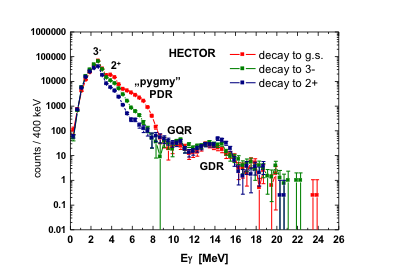 1000000
100000
10000
1000
100
10
1
0.1
0.01
counts / 400 keV
HECTOR
3-
2+
„pygmy"
PDR
GQR
GDR
decay to g.s.
decay to 3-
decay to 2+
0 2 4 6 8 10 12 14 16 18 20 22 24 26
Eγ [MeV]